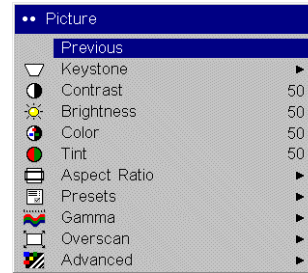 •• Picture
Previous
Keystone
Contrast 50
Brightness 50
Color 50
Tint 50
Aspect Ratio
Presets
Gamma
Overscan
Advanced